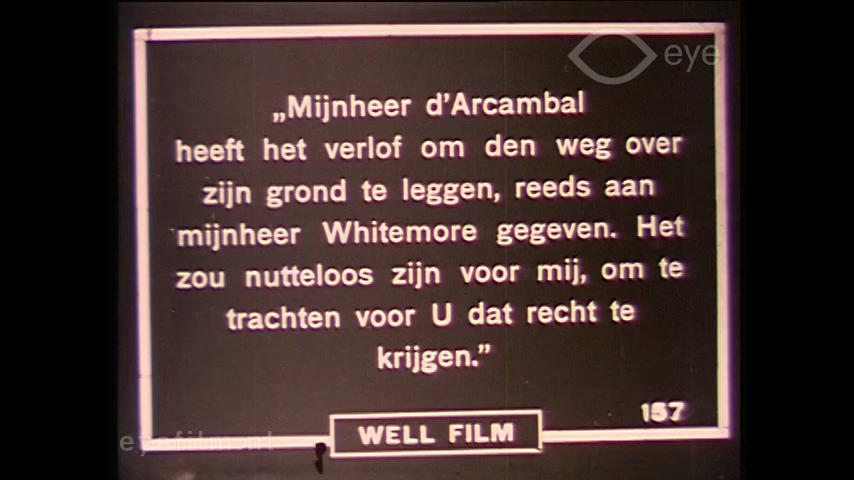 eye
„Mijnheer d'Arcambal
heeft het verlof om den weg over
zijn grond te leggen, reeds aan
mijnheer Whitemore gegeven. Het
zou nutteloos zijn voor mij, om te
trachten voor U dat recht te
krijgen.”
157
WELL FILM
eyefilm.nl